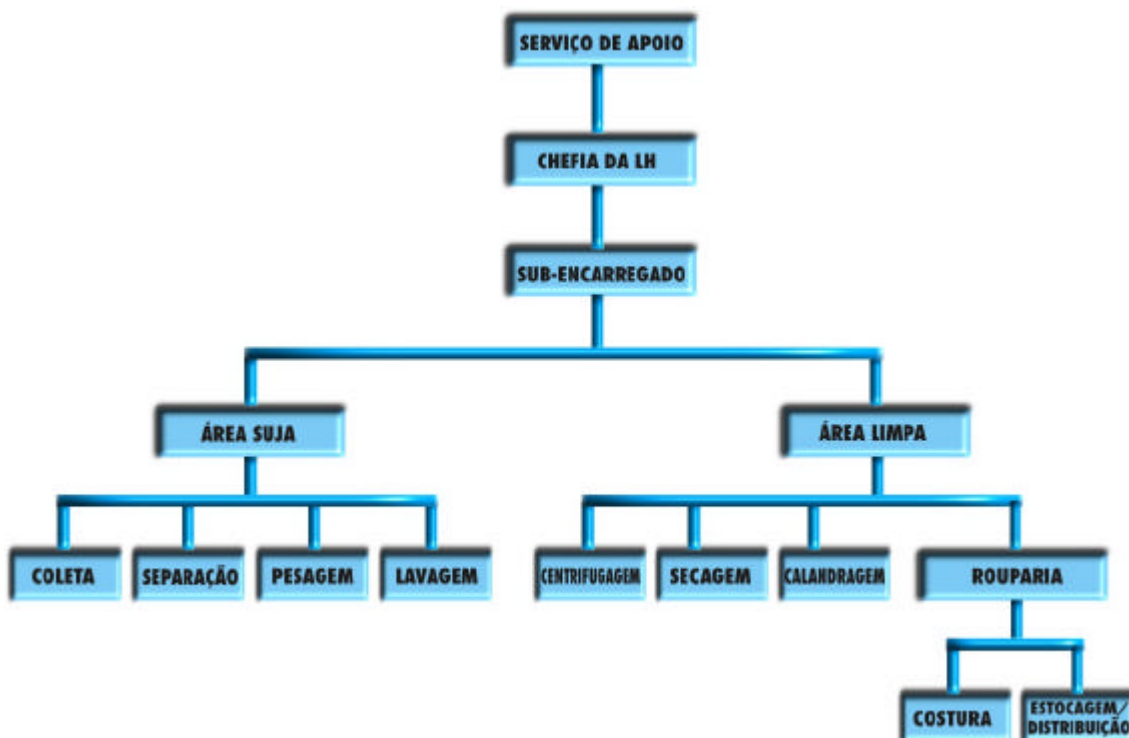 SERVIÇO DE APOIO
CHEFIA DA LH
SUB-ENCARREGADO
ÁREA SUJA
ÁREA LIMPA
COLETA
SEPARAÇÃO
PESAGEM
LAVAGEM
CENTRIFUGAGEM
SECAGEM
CALANDRAGEM
ROUPARIA
COSTURA
ESTOCAGEM/
DISTRIBUIÇÃO